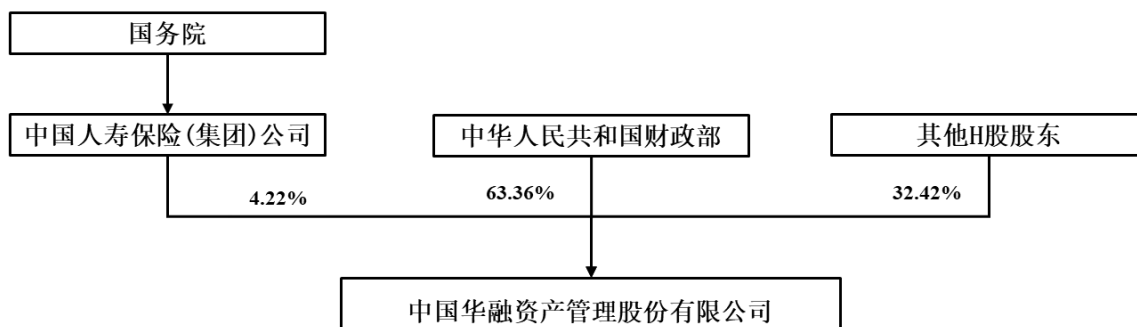 国务院
中国人寿保险(集团)公司
中华人民共和国财政部
其他H股股东
4.22%
63.36%
32.42%
中国华融资产管理股份有限公司